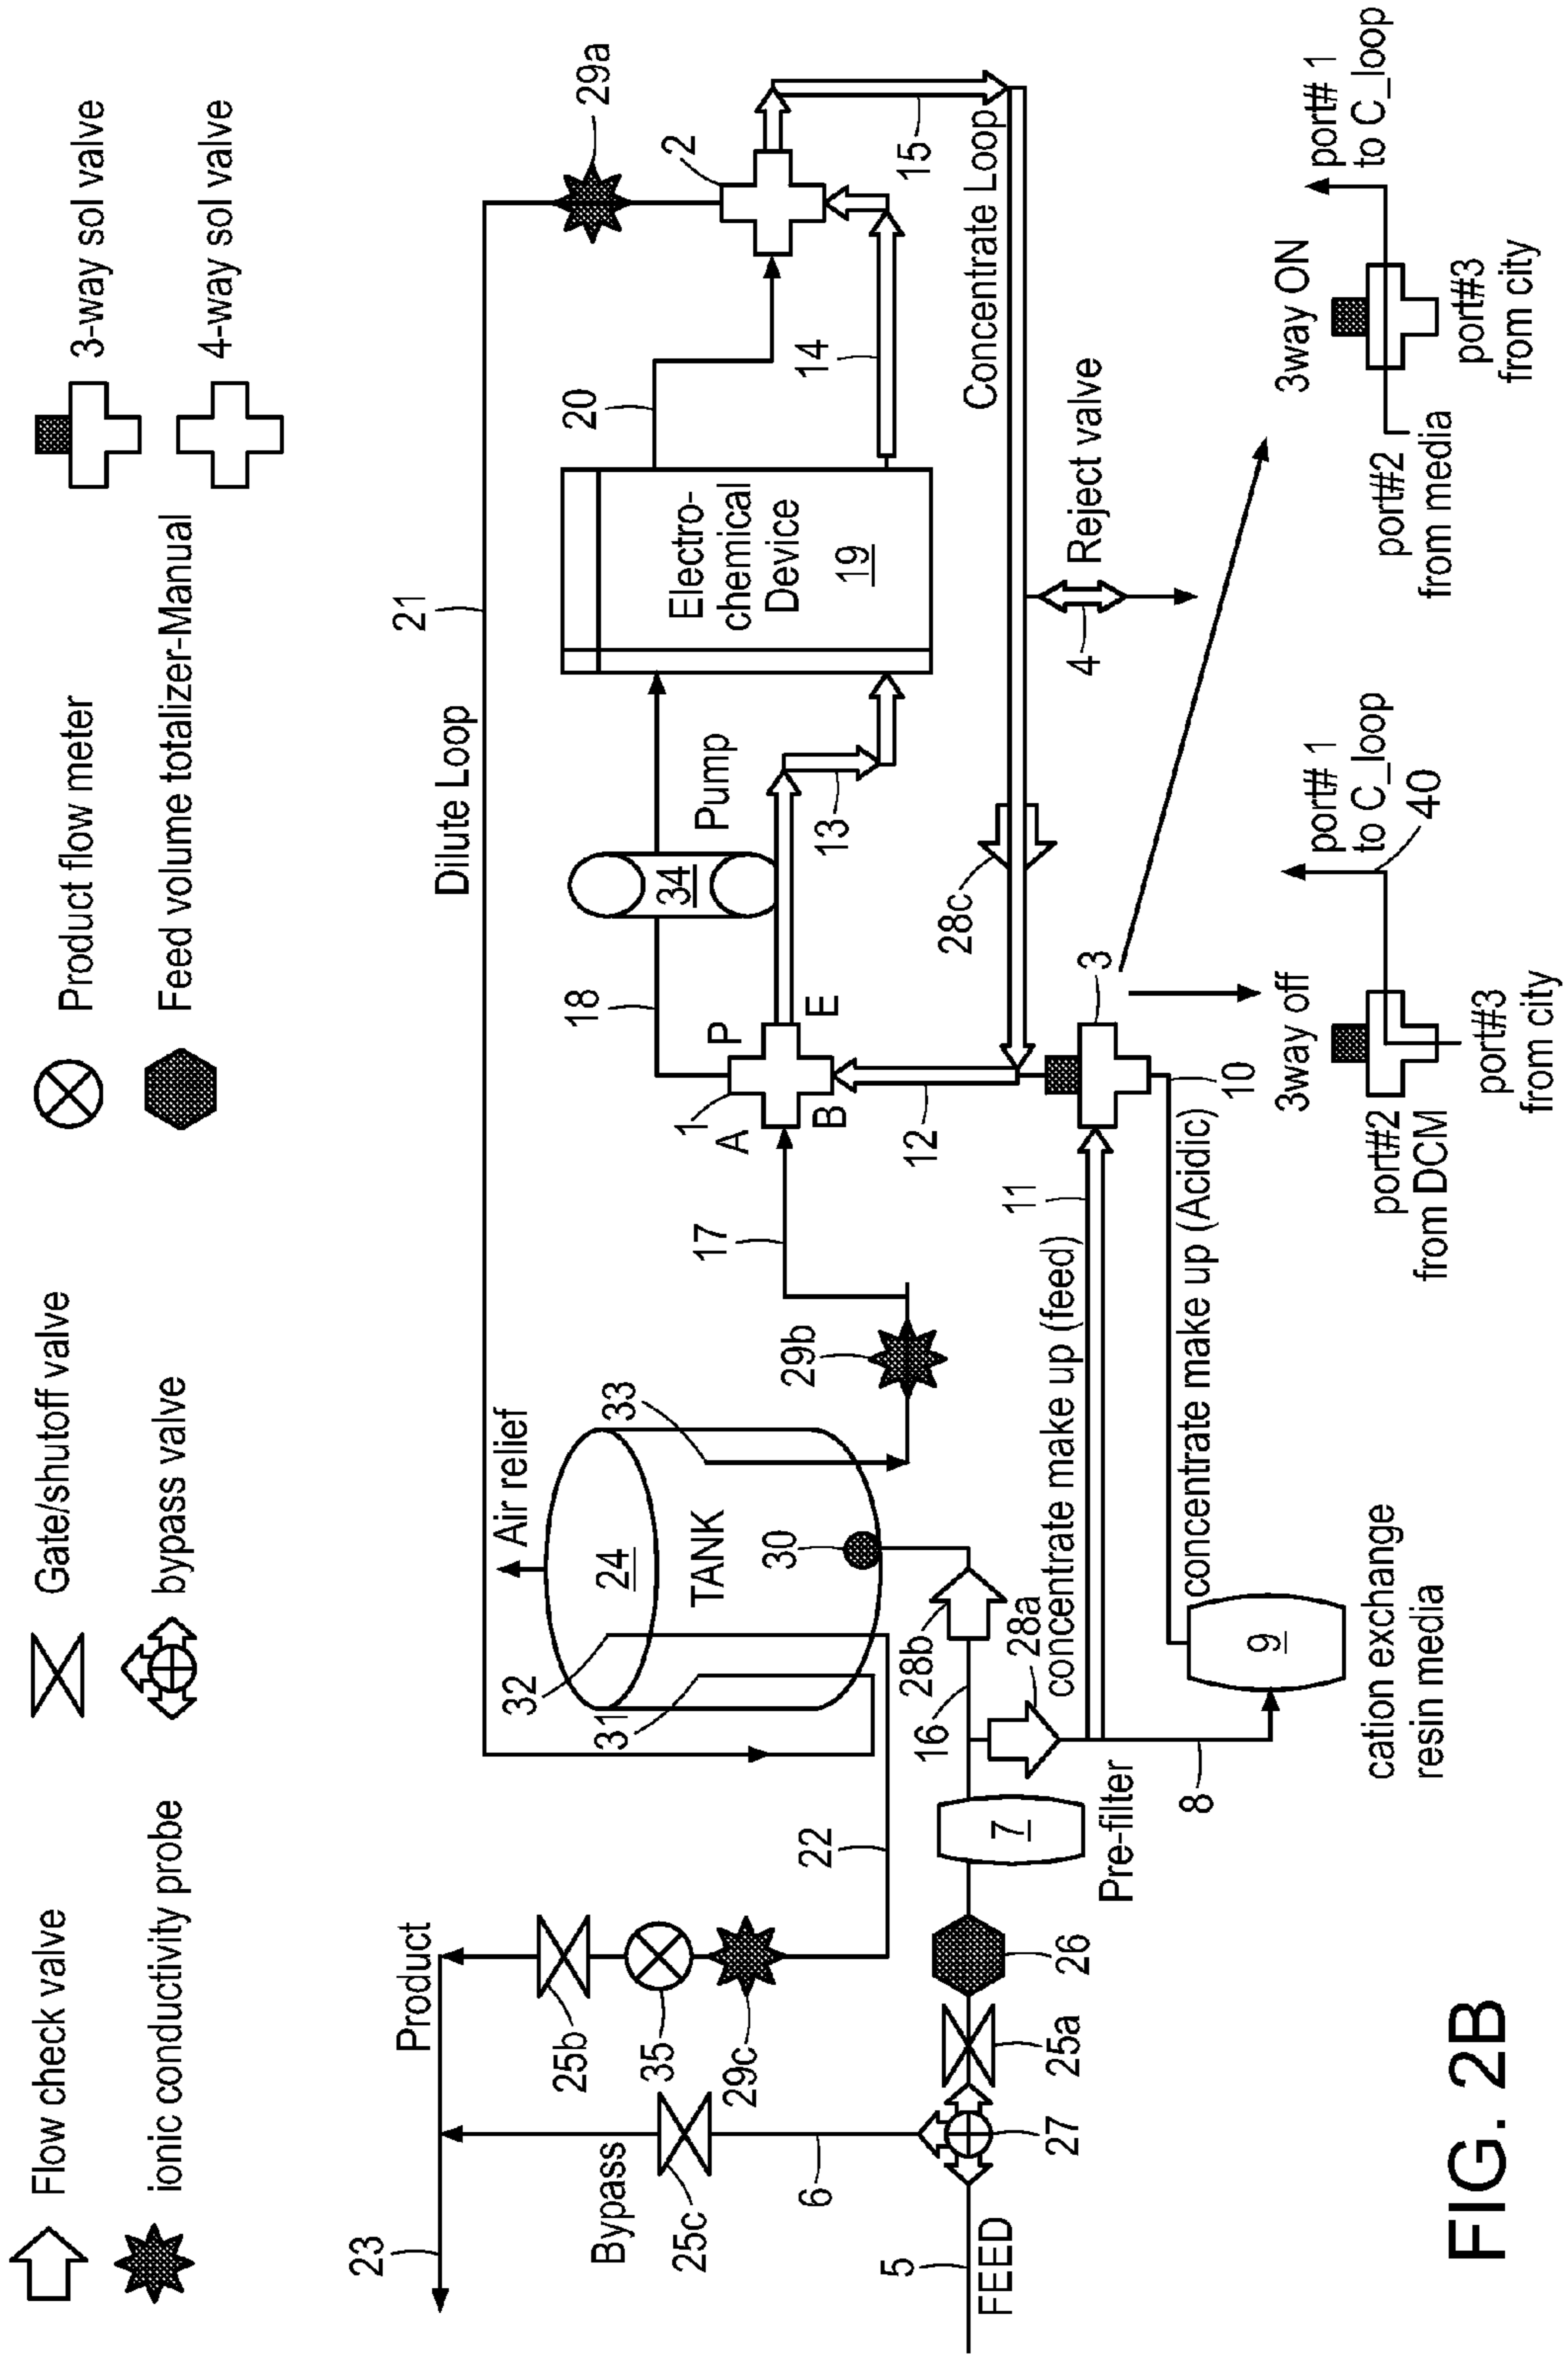 Flow check valve
Gate/shutoff valve
Product flow meter
3-way sol valve
ionic conductivity probe
bypass valve
Feed volume totalizer-Manual
4-way sol valve
23
Product
Dilute Loop
21
29a
Air relief
Bypass
25b
35
29c
25c
6
22
31
32
24
TANK
33
30
29b
17
18
1
A
P
B
E
34
Pump
13
20
Electro-
chemical
Device
19
14
2
15
5
FEED
27
25a
26
7
Pre-filter
16
28b
28a
8
9
cation exchange
resin media
concentrate make up (feed)
11
concentrate make up (Acidic)
10
12
3
28c
Concentrate Loop
4
Reject valve
3way off
port# 1
to C_loop
40
port#2
from DCM
port#3
from city
3way ON
port# 1
to C_loop
port#2
from media
port#3
from city
FIG. 2B